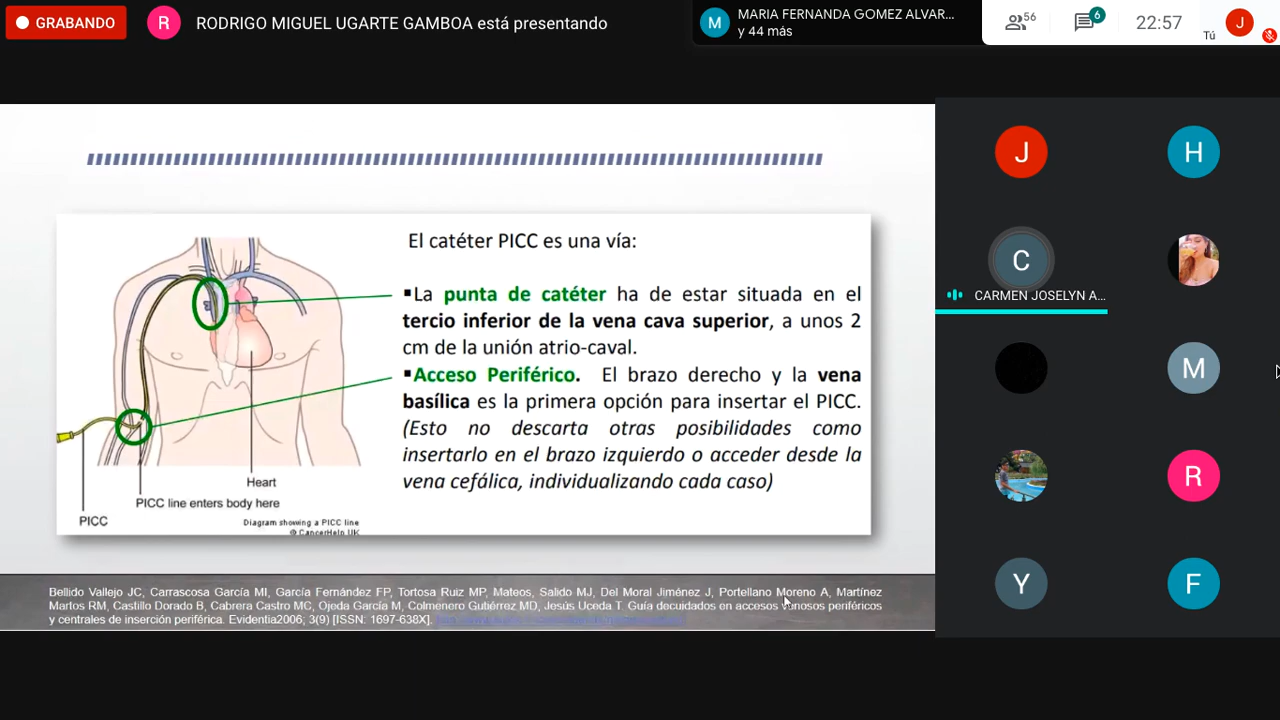 GRABANDO
R
RODRIGO MIGUEL UGARTE GAMBOA está presentando
M
MARIA FERNANDA GOMEZ ALVAR...
y 44 más
56
6
22:57
Tú
J
El catéter PICC es una vía:
▪La punta de catéter ha de estar situada en el
tercio inferior de la vena cava superior, a unos 2
cm de la unión atrio-caval.
▪Acceso Periférico. El brazo derecho y la vena
basílica es la primera opción para insertar el PICC.
(Esto no descarta otras posibilidades como
insertarlo en el brazo izquierdo o acceder desde la
vena cefálica, individualizando cada caso)
Heart
PICC line enters body here
PICC
Diagram showing a PICC line
© CancerHelp UK
Bellido Vallejo JC, Carrascosa García MI, García Fernández FP, Tortosa Ruiz MP, Mateos, Salido MJ, Del Moral Jiménez J, Portellano Moreno A, Martínez
Martos RM, Castillo Dorado B, Cabrera Castro MC, Ojeda García M, Colmenero Gutiérrez MD, Jesús Uceda T. Guía decuidados en accesos venosos periféricos
y centrales de inserción periférica. Evidentia2006; 3(9) [ISSN: 1697-638X].
J
H
C
CARMEN JOSELYN A...
M
R
Y
F